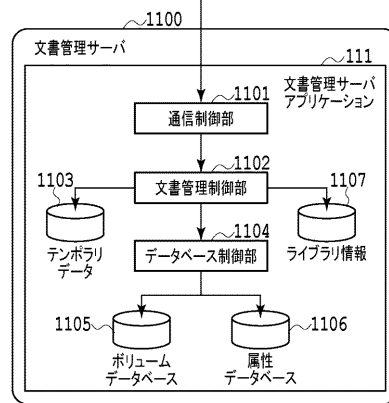 1100
文書管理サーバ
111
文書管理サーバ
アプリケーション
1101
通信制御部
1102
文書管理制御部
1103
テンポラリ
データ
1107
ライブラリ情報
1104
データベース制御部
1105
ボリューム
データベース
1106
属性
データベース